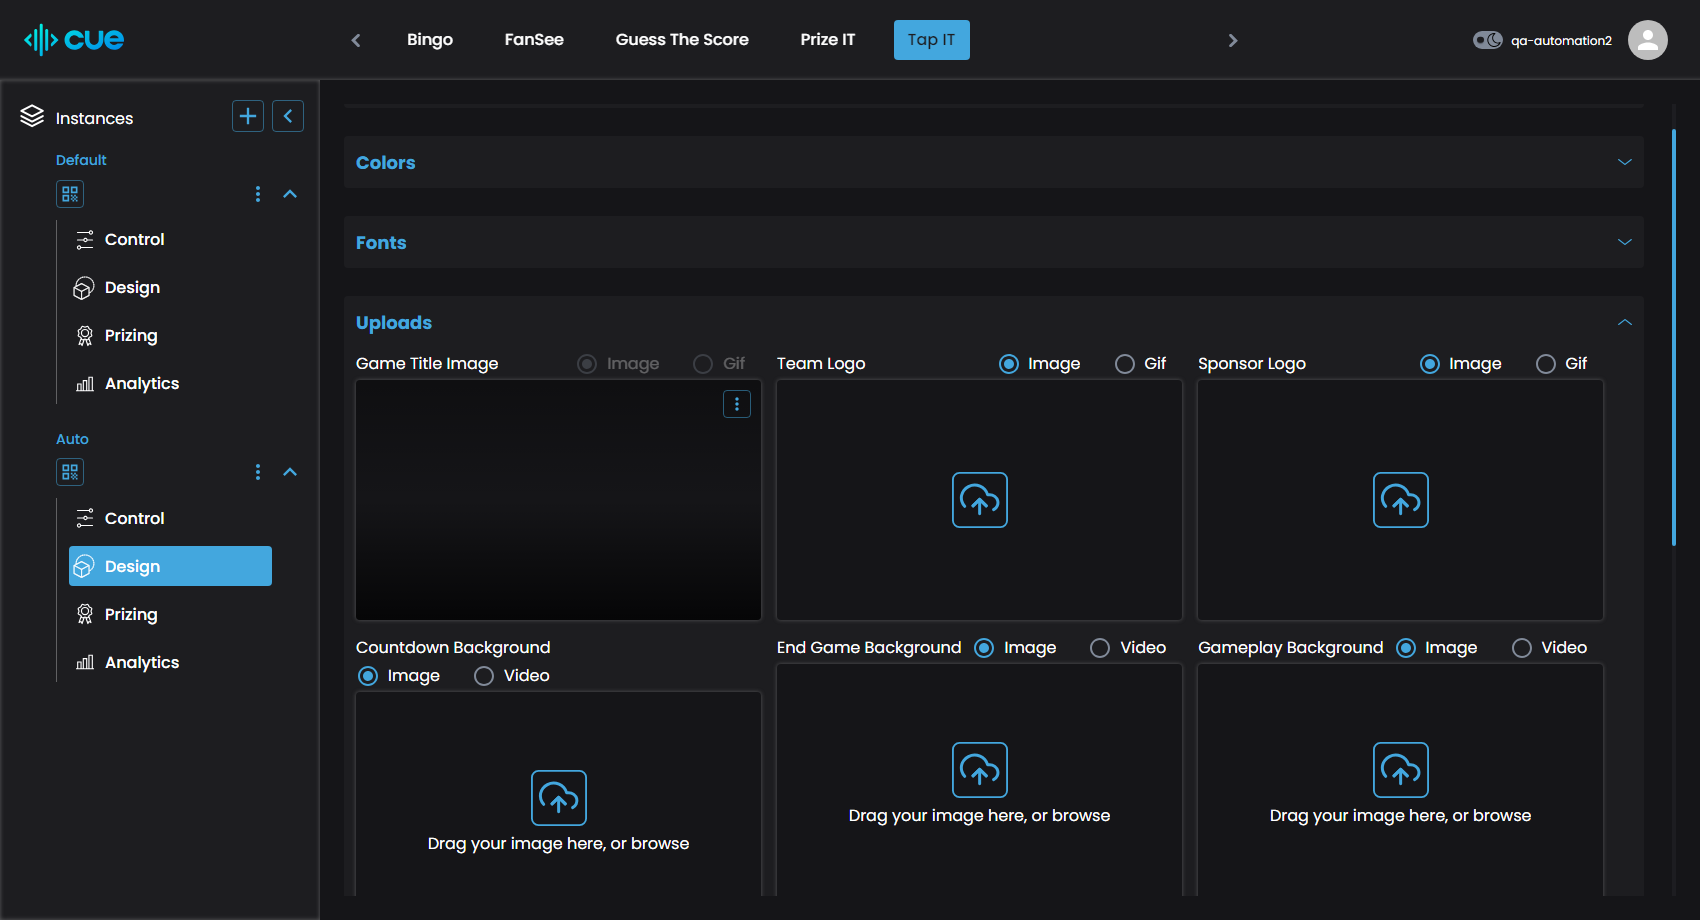 cue
Bingo
FanSee
Guess The Score
Prize IT
Tap IT
qa-automation2
Instances
Default
Control
Design
Prizing
Analytics
Auto
Control
Design
Prizing
Analytics
Colors
Fonts
Uploads
Game Title Image
Image
Gif
Team Logo
Image
Gif
Sponsor Logo
Image
Gif
Countdown Background
Image
Video
Drag your image here, or browse
End Game Background
Image
Video
Drag your image here, or browse
Gameplay Background
Image
Video
Drag your image here, or browse